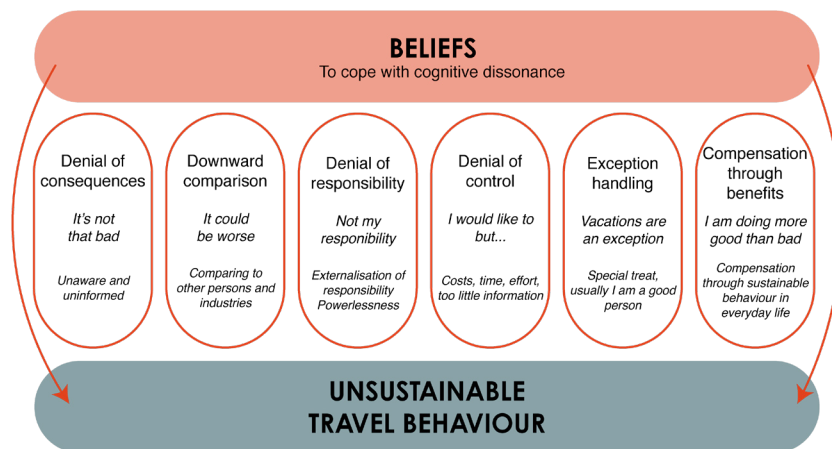 BELIEFS
To cope with cognitive dissonance
Denial of
consequences
It's not
that bad
Unaware and
uninformed
Downward
comparison
It could
be worse
Comparing to
other persons and
industries
Denial of
responsibility
Not my
responibility
Externalisation of
responsibility
Powerlessness
Denial of
control
I would like to
but...
Costs, time, effort,
too little information
Exception
handling
Vacations are
an exception
Special treat,
usually I am a good
person
Compensation
through
benefits
I am doing more
good than bad
Compensation
through sustainable
behaviour in
everyday life
UNSUSTAINABLE
TRAVEL BEHAVIOUR